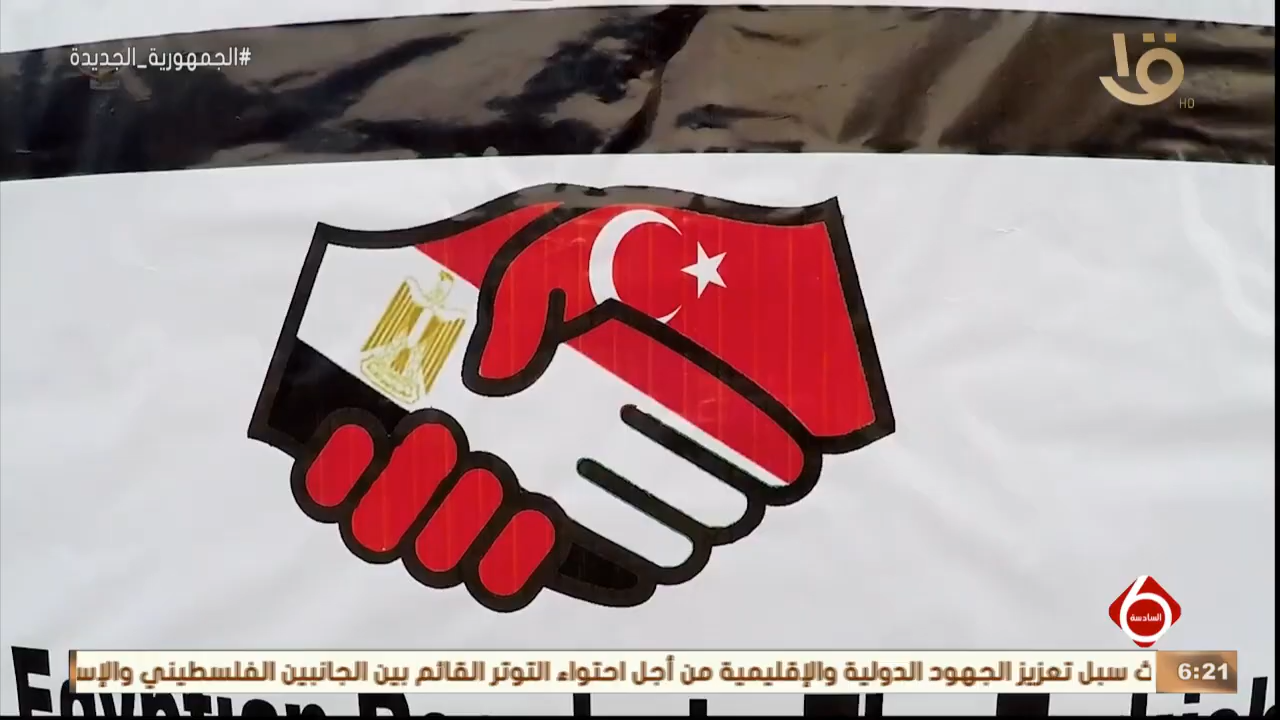 #الجمهورية_الجديدة
HD
السادسة
ث سبل تعزيز الجهود الدولية والإقليمية من أجل احتواء التوتر القائم بين الجانبين الفلسطيني والإس
6:21
Egyptian